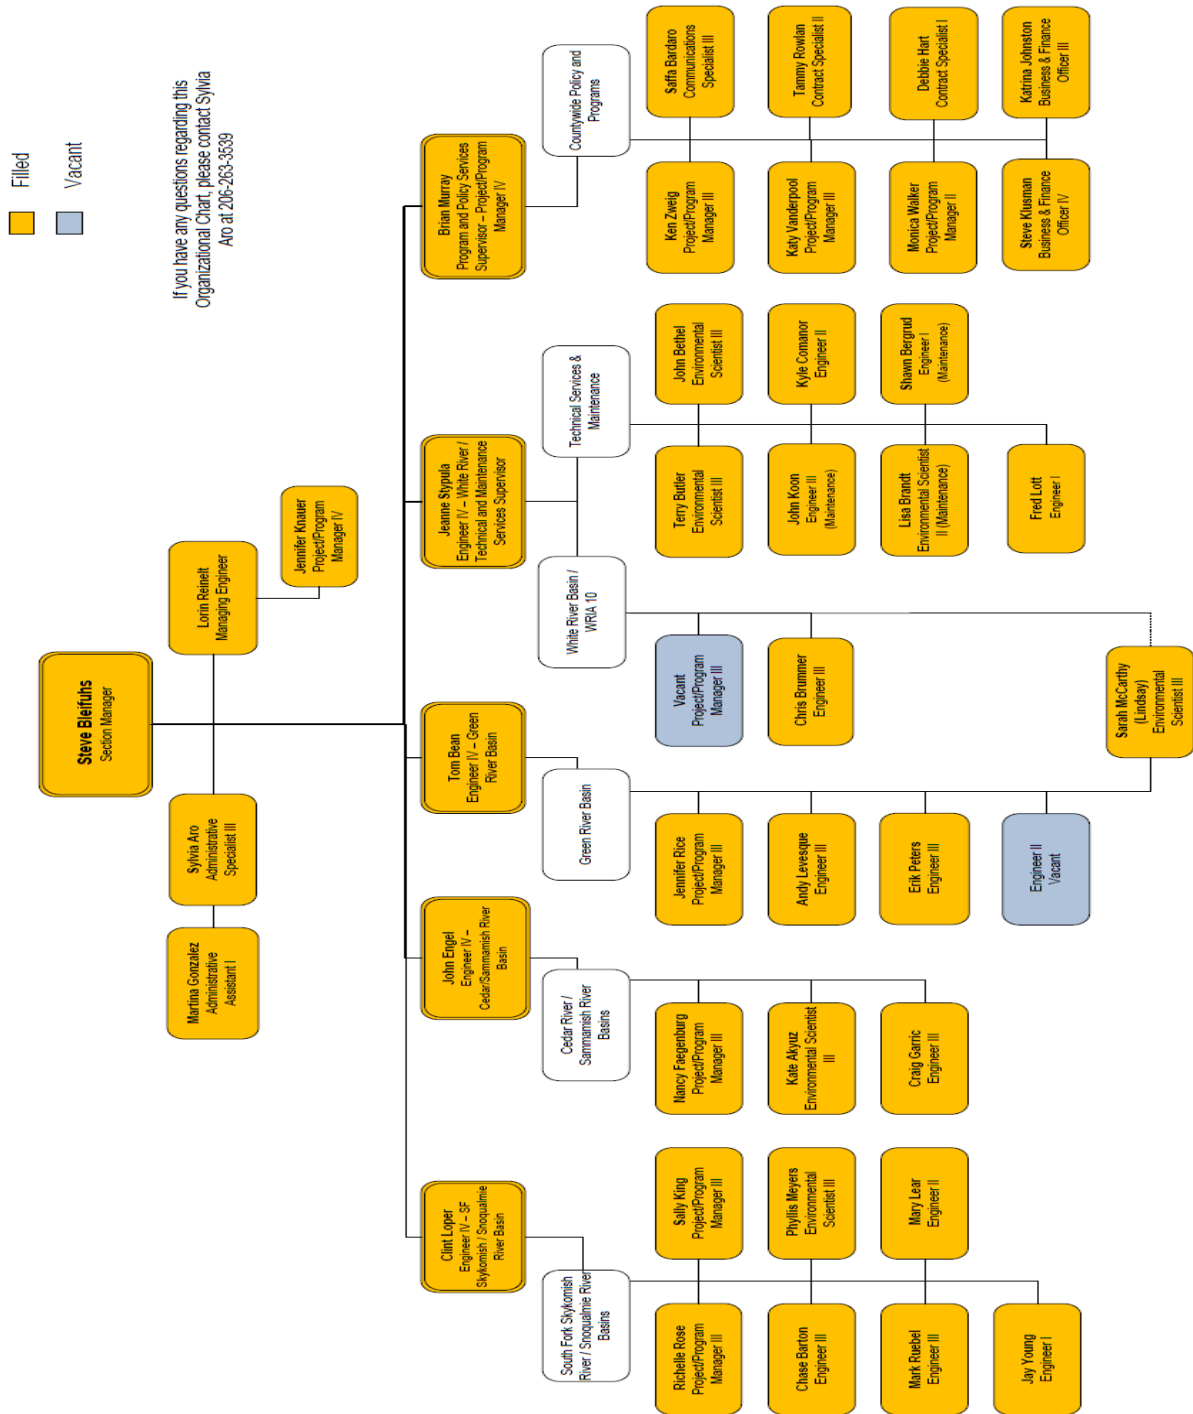 Filled
Vacant
If you have any questions regarding this
Organizational Chart, please contact Sylvia
Aro at 206-263-3539
Steve Bleifuhs
Section Manager
Martina Gonzalez
Administrative
Assistant I
Sylvia Aro
Administrative
Specialist III
Lorin Reinelt
Managing Engineer
Jennifer Knauer
Project/Program
Manager IV
Clint Loper
Engineer IV – SF
Skykomish / Snoqualmie
River Basin
John Engel
Engineer IV –
Cedar/Sammamish River
Basin
Tom Bean
Engineer IV – Green
River Basin
Jeanne Stypula
Engineer IV – White River /
Technical and Maintenance
Services Supervisor
Brian Murray
Program and Policy Services
Supervisor – Project/Program
Manager IV
South Fork Skykomish
River / Snoqualmie River
Basins
Cedar River /
Sammamish River
Basins
Green River Basin
White River Basin /
WRIA 10
Technical Services &
Maintenance
Countywide Policy and
Programs
Richelle Rose
Project/Program
Manager III
Sally King
Project/Program
Manager III
Nancy Faegenburg
Project/Program
Manager III
Jennifer Rice
Project/Program
Manager III
Vacant
Project/Program
Manager III
Terry Butler
Environmental
Scientist III
John Bethel
Environmental
Scientist III
Ken Zweig
Project/Program
Manager III
Saffa Bardaro
Communications
Specialist III
Chase Barton
Engineer III
Phyllis Meyers
Environmental
Scientist III
Kate Akyuz
Environmental Scientist
III
Andy Levesque
Engineer III
Chris Brummer
Engineer III
John Koon
Engineer III
(Maintenance)
Kyle Comanor
Engineer II
Katy Vanderpool
Project/Program
Manager III
Tammy Rowlan
Contract Specialist II
Mark Ruebel
Engineer III
Mary Lear
Engineer II
Craig Garric
Engineer III
Erik Peters
Engineer III
Lisa Brandt
Environmental Scientist
II (Maintenance)
Shawn Bergrud
Engineer I
(Maintenance)
Monica Walker
Project/Program
Manager II
Debbie Hart
Contract Specialist I
Jay Young
Engineer I
Engineer II
Vacant
Fred Lott
Engineer I
Steve Klusman
Business & Finance
Officer IV
Katrina Johnston
Business & Finance
Officer III
Sarah McCarthy
(Lindsay)
Environmental
Scientist III